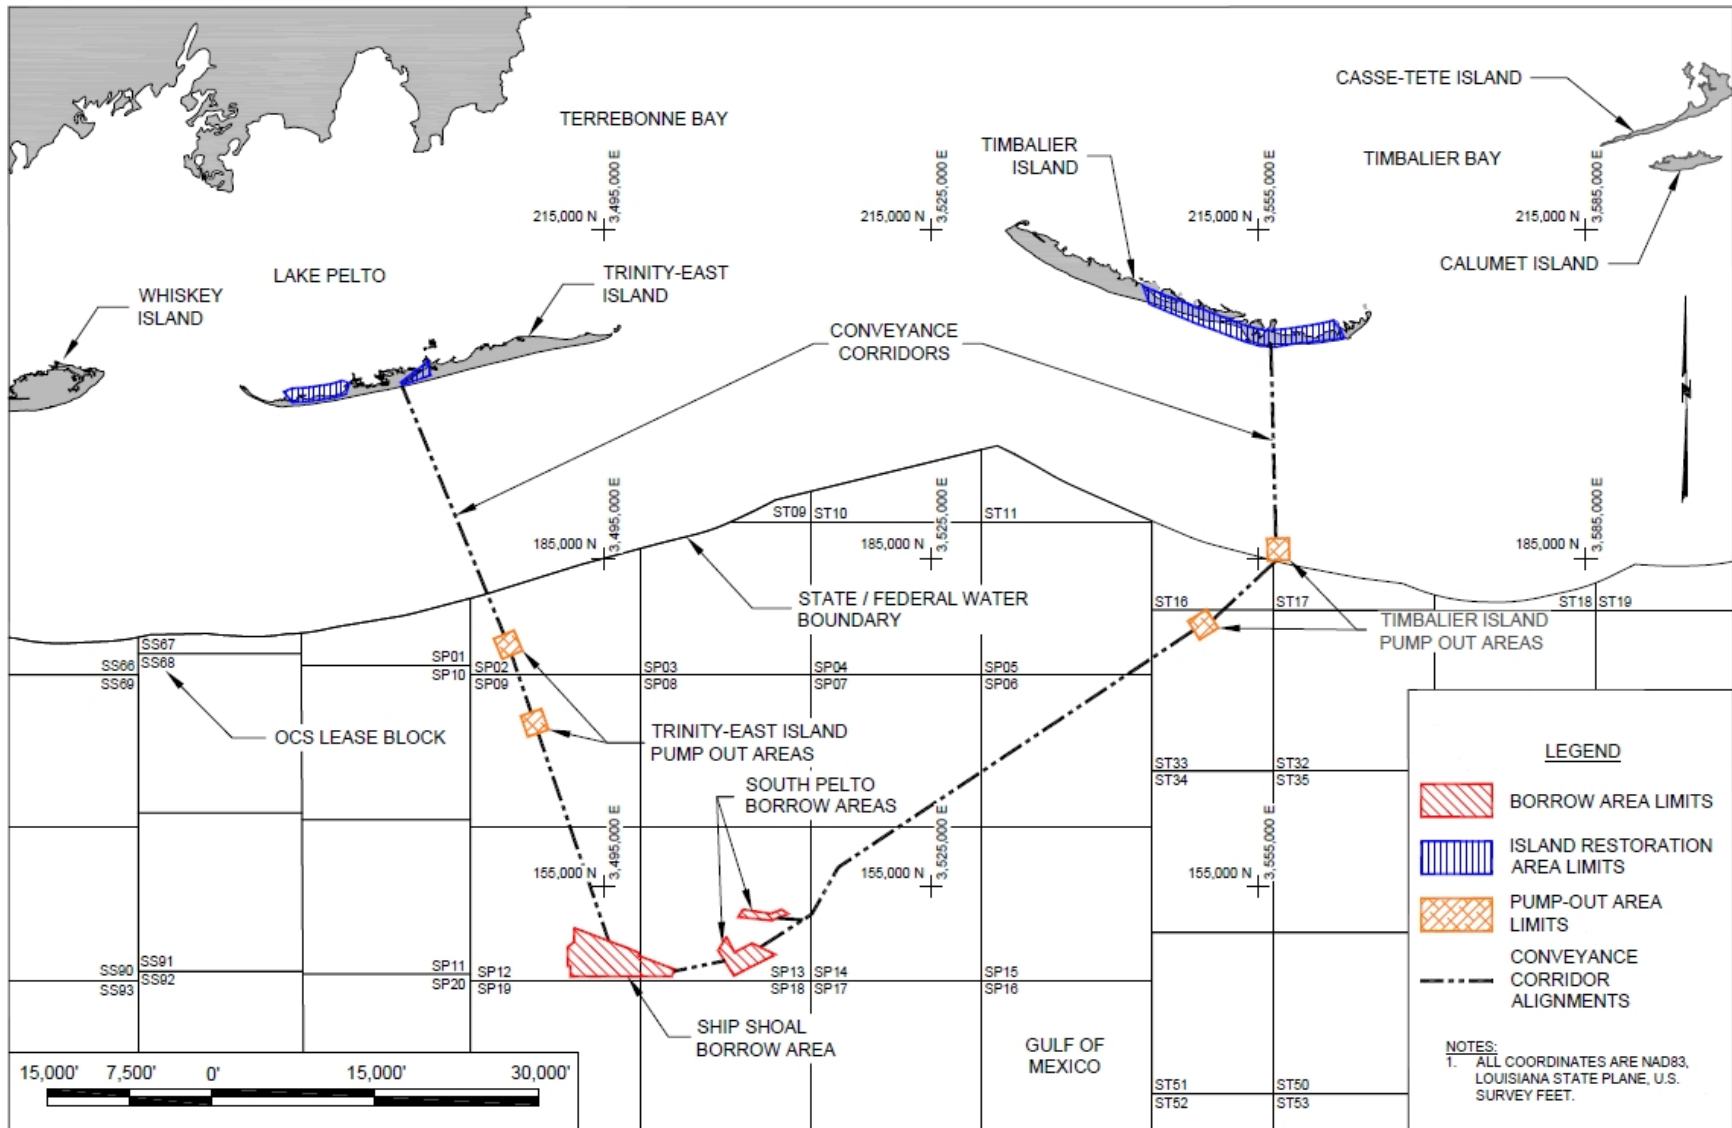 CASSE-TETE ISLAND
TERREBONNE BAY
TIMBALIER
ISLAND
TIMBALIER BAY
215,000 N
3,495,000 E
215,000 N
3,525,000 E
215,000 N
3,555,000 E
215,000 N
3,585,000 E
CALUMET ISLAND
LAKE PELTO
TRINITY-EAST
ISLAND
WHISKEY
ISLAND
CONVEYANCE
CORRIDORS
N
ST09
ST10
ST11
185,000 N
3,495,000 E
185,000 N
3,525,000 E
185,000 N
3,585,000 E
STATE / FEDERAL WATER
BOUNDARY
ST16
ST17
ST18
ST19
TIMBALIER ISLAND
PUMP OUT AREAS
SS67
SS66
SS68
SS69
SP01
SP02
SP03
SP04
SP05
SP10
SP09
SP08
SP07
SP06
OCS LEASE BLOCK
TRINITY-EAST ISLAND
PUMP OUT AREAS
SOUTH PELTO
BORROW AREAS
ST33
ST32
ST34
ST35
155,000 N
3,495,000 E
155,000 N
3,525,000 E
155,000 N
3,555,000 E
SS91
SS90
SS92
SS93
SP11
SP12
SP13
SP14
SP15
SP20
SP19
SP18
SP17
SP16
SHIP SHOAL
BORROW AREA
GULF OF
MEXICO
ST51
ST50
ST52
ST53
LEGEND
BORROW AREA LIMITS
ISLAND RESTORATION
AREA LIMITS
PUMP-OUT AREA
LIMITS
CONVEYANCE
CORRIDOR
ALIGNMENTS
NOTES:
1. ALL COORDINATES ARE NAD83,
LOUISIANA STATE PLANE, U.S.
SURVEY FEET.
15,000' 7,500' 0' 15,000' 30,000'